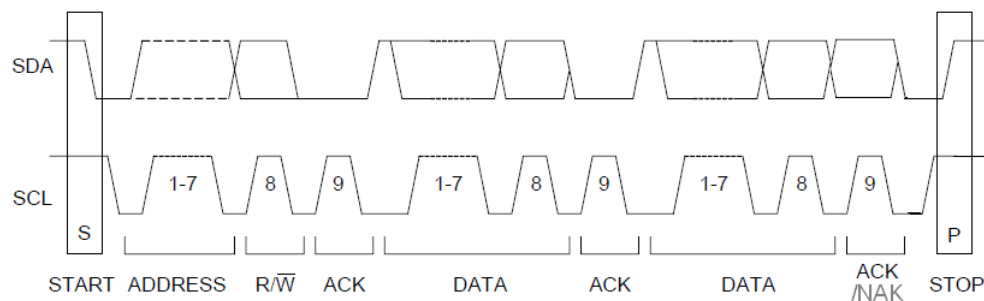 SDA
SCL
1-7 8 9 1-7 8 9 1-7 8 9
S P
START ADDRESS R/W̅ ACK DATA ACK DATA ACK
/NAK STOP